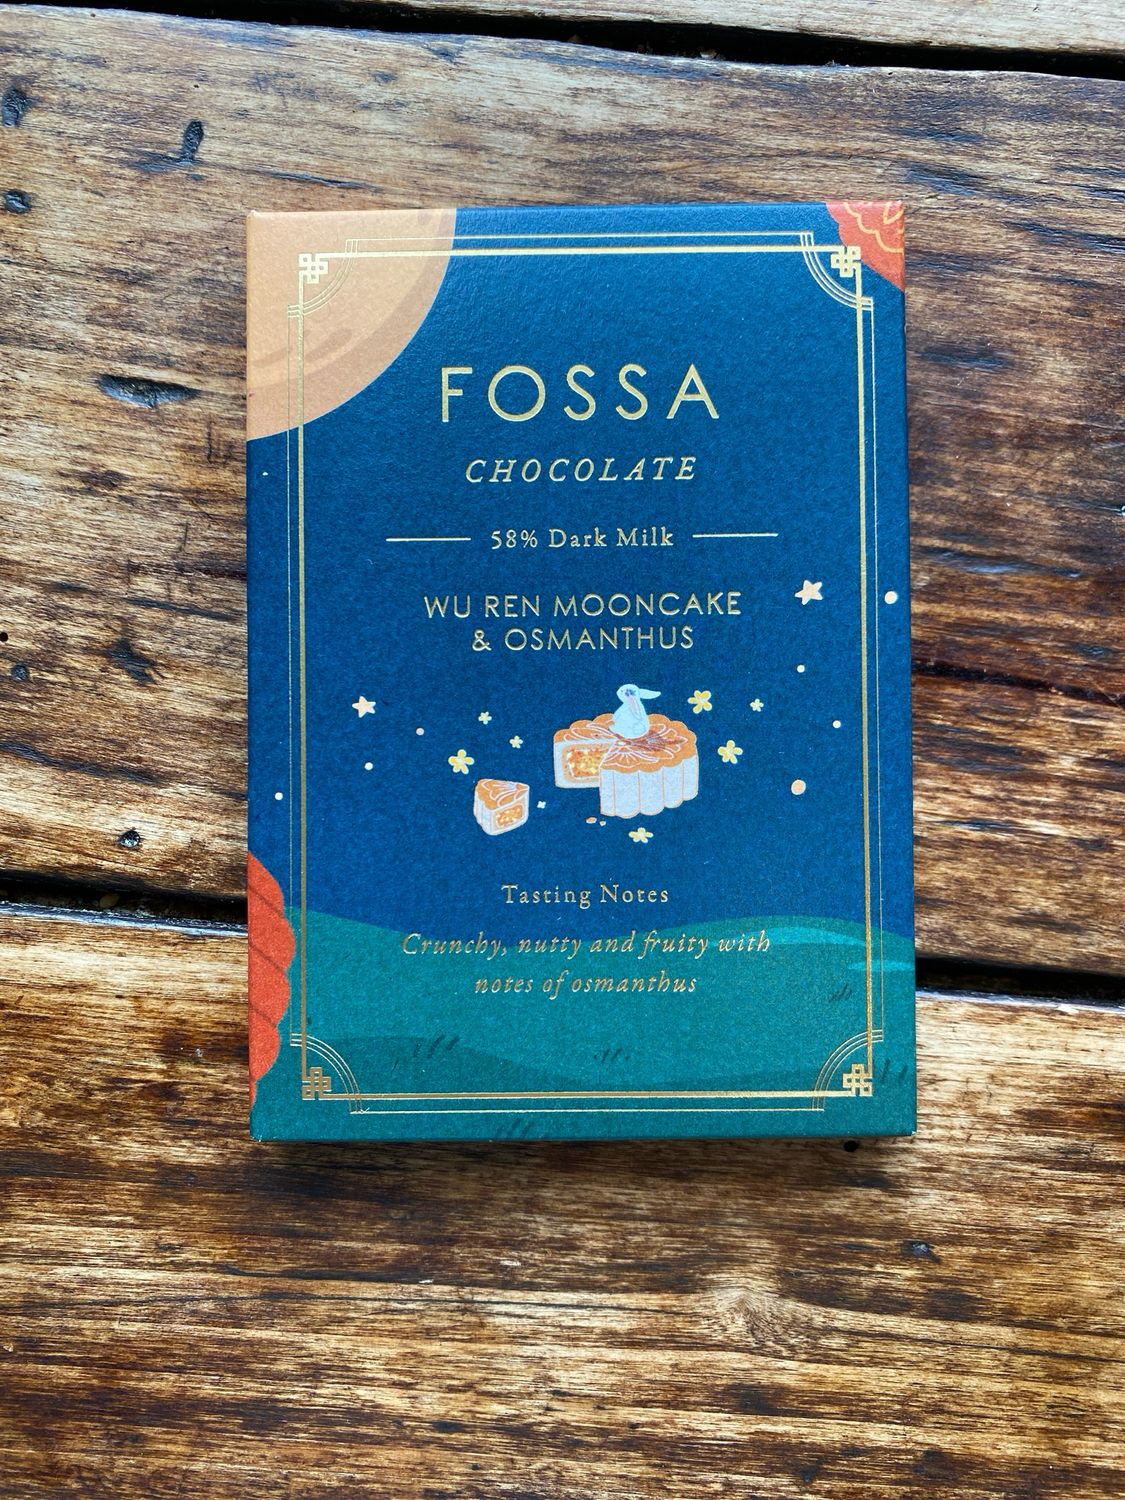 FOSSA
CHOCOLATE
58% Dark Milk
WU REN MOONCAKE
& OSMANTHUS
Tasting Notes
Crunchy, nutty and fruity with
notes of osmanthus